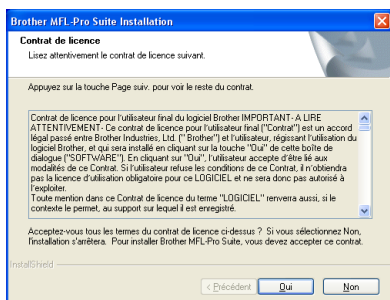 Brother MFL-Pro Suite Installation
Contrat de licence
Lisez attentivement le contrat de licence suivant.
Appuyez sur la touche Page suiv. pour voir le reste du contrat.
Contrat de licence pour l'utilisateur final du logiciel Brother IMPORTANT- A LIRE
ATTENTIVEMENT- Ce contrat de licence pour l'utilisateur final ("Contrat") est un accord
légal passé entre Brother Industries, Ltd. (" Brother") et l'utilisateur, régissant l'utilisation du
logiciel Brother, et qui sera installé en cliquant sur la touche "Oui" de cette boîte de
dialogue ("SOFTWARE"). En cliquant sur "Oui", l'utilisateur accepte d'être lié aux
modalités de ce Contrat. Si l'utilisateur refuse les conditions de ce Contrat, il n'obtiendra
pas la licence d'utilisation obligatoire pour ce LOGICIEL et ne sera donc pas autorisé à
l'exploiter.
Toute mention dans ce Contrat de licence du terme "LOGICIEL" renverra aussi, si le
contexte le permet, au support sur lequel il est enregistré.
Acceptez-vous tous les termes du contrat de licence ci-dessus ? Si vous sélectionnez Non,
l'installation s'arrêtera. Pour installer Brother MFL-Pro Suite, vous devez accepter ce contrat.
InstallShield
< Précédent Oui Non